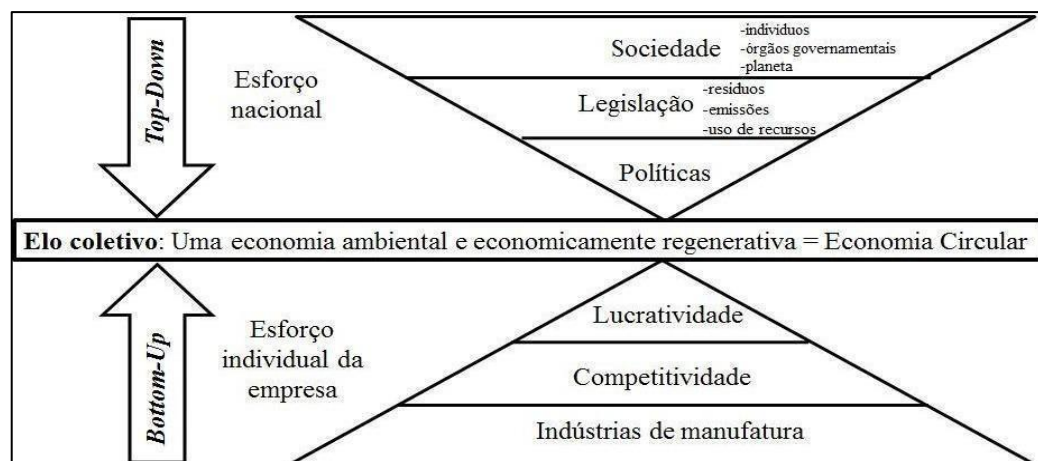 Top-Down
Esforço
nacional
Sociedade
-individuos
-órgãos governamentais
-planeta
Legislação
-resíduos
-emissões
-uso de recursos
Políticas
Elo coletivo: Uma economia ambiental e economicamente regenerativa = Economia Circular
Bottom-Up
Esforço
individual da
empresa
Lucratividade
Competitividade
Indústrias de manufatura